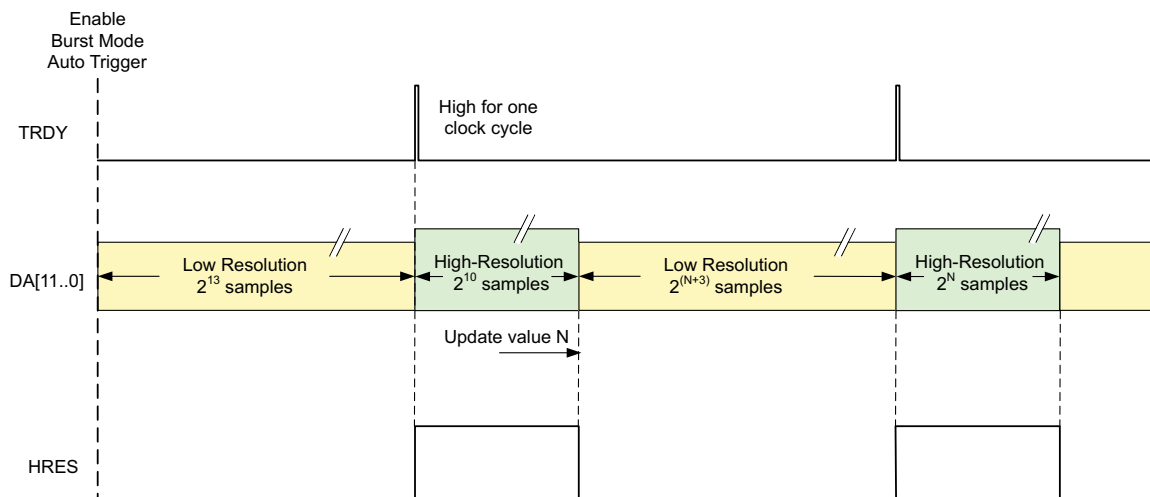 Enable
Burst Mode
Auto Trigger
TRDY
High for one
clock cycle
DA[11..0]
Low Resolution
2^13 samples
High-Resolution
2^10 samples
Low Resolution
2^(N+3) samples
High-Resolution
2^N samples
Update value N
HRES